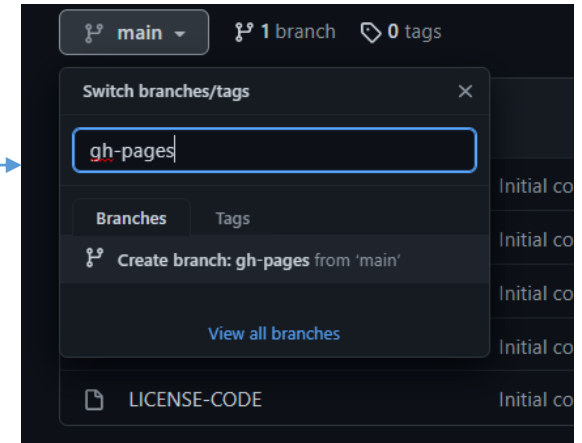 main 1 branch 0 tags
Switch branches/tags
gh-pages
Branches Tags
Create branch: gh-pages from 'main'
View all branches
Initial co
Initial co
Initial co
Initial co
LICENSE-CODE Initial co